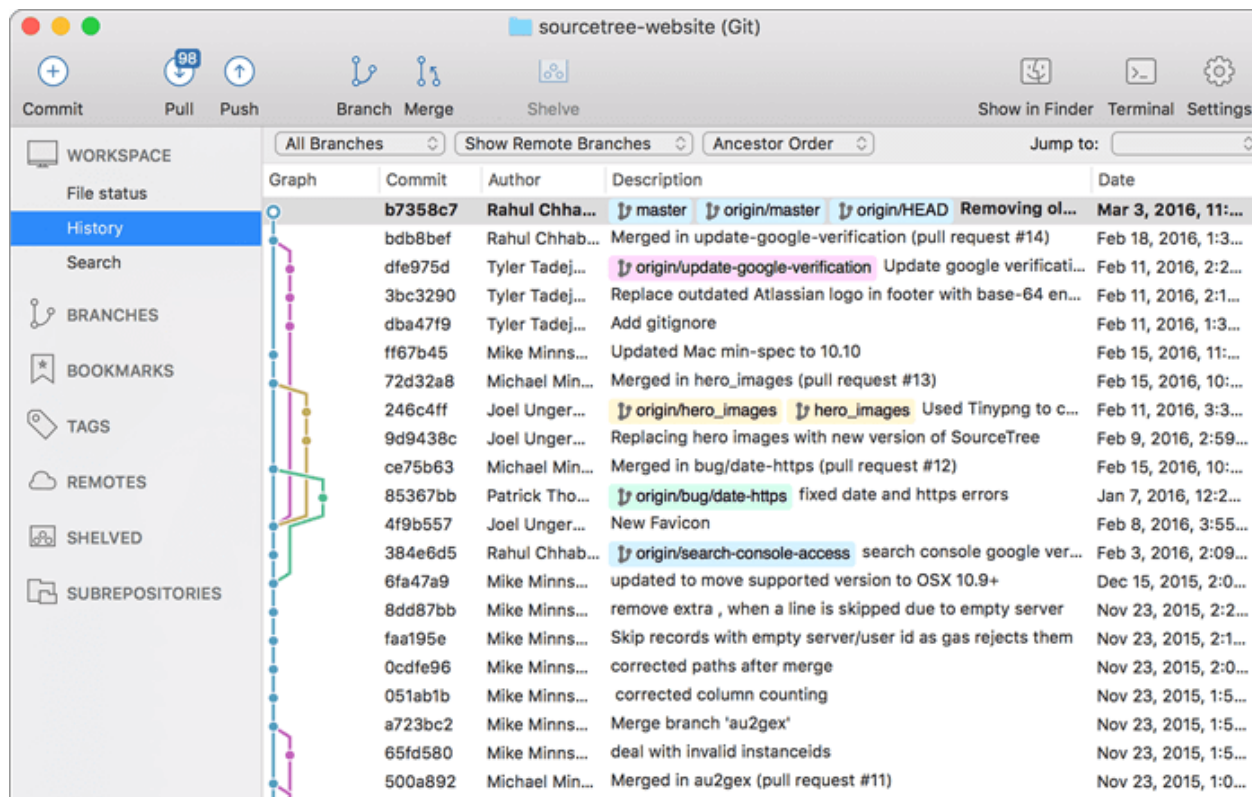 sourcetree-website (Git)
98
Commit Pull Push Branch Merge Shelve Show in Finder Terminal Settings
All Branches Show Remote Branches Ancestor Order Jump to:
WORKSPACE
File status
History
Search
BRANCHES
BOOKMARKS
TAGS
REMOTES
SHELVED
SUBREPOSITORIES
Graph Commit Author Description Date
b7358c7 Rahul Chha... master origin/master origin/HEAD Removing ol... Mar 3, 2016, 11:...
bdb8bef Rahul Chhab... Merged in update-google-verification (pull request #14) Feb 18, 2016, 1:3...
dfe975d Tyler Tadej... origin/update-google-verification Update google verificati... Feb 11, 2016, 2:2...
3bc3290 Tyler Tadej... Replace outdated Atlassian logo in footer with base-64 en... Feb 11, 2016, 2:1...
dba47f9 Tyler Tadej... Add gitignore Feb 11, 2016, 1:3...
ff67b45 Mike Minns... Updated Mac min-spec to 10.10 Feb 15, 2016, 11:...
72d32a8 Michael Min... Merged in hero_images (pull request #13) Feb 15, 2016, 10:...
246c4ff Joel Unger... origin/hero_images hero_images Used Tinypng to c... Feb 11, 2016, 3:3...
9d9438c Joel Unger... Replacing hero images with new version of SourceTree Feb 9, 2016, 2:59...
ce75b63 Michael Min... Merged in bug/date-https (pull request #12) Feb 15, 2016, 10:...
85367bb Patrick Tho... origin/bug/date-https fixed date and https errors Jan 7, 2016, 12:2...
4f9b557 Joel Unger... New Favicon Feb 8, 2016, 3:55...
384e6d5 Rahul Chhab... origin/search-console-access search console google ver... Feb 3, 2016, 2:09...
6fa47a9 Mike Minns... updated to move supported version to OSX 10.9+ Dec 15, 2015, 2:0...
8dd87bb Mike Minns... remove extra , when a line is skipped due to empty server Nov 23, 2015, 2:2...
faa195e Mike Minns... Skip records with empty server/user id as gas rejects them Nov 23, 2015, 2:1...
0cdfe96 Mike Minns... corrected paths after merge Nov 23, 2015, 2:0...
051ab1b Mike Minns... corrected column counting Nov 23, 2015, 1:5...
a723bc2 Mike Minns... Merge branch 'au2gex' Nov 23, 2015, 1:5...
65fd580 Mike Minns... deal with invalid instanceids Nov 23, 2015, 1:5...
500a892 Michael Min... Merged in au2gex (pull request #11) Nov 23, 2015, 1:0...